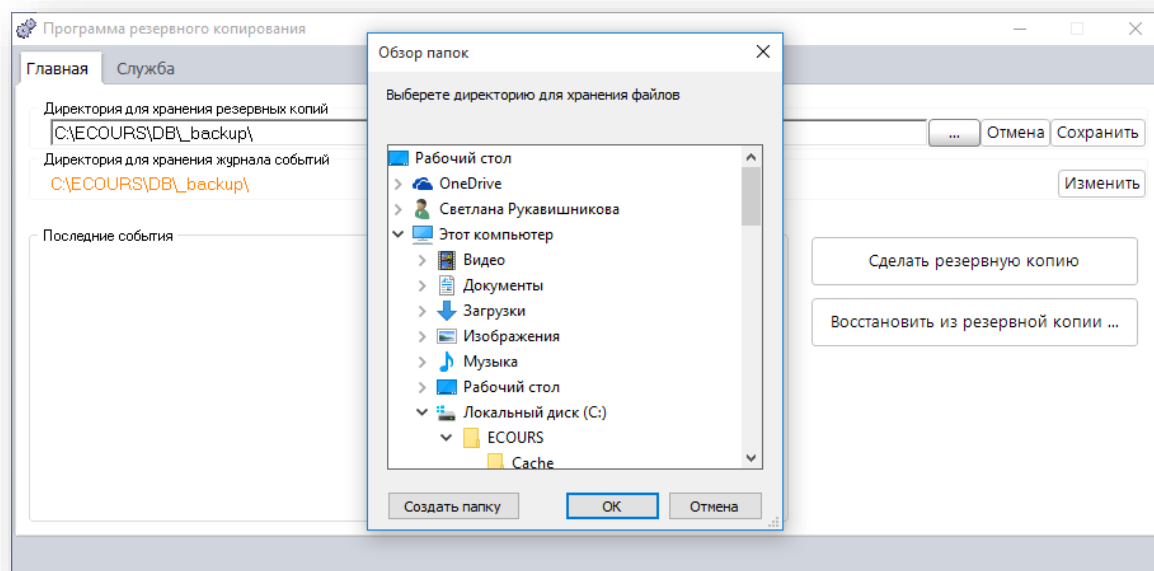 Программа резервного копирования
Главная Служба
Директория для хранения резервных копий
C:\ECOURS\DB\_backup\
... Отмена Сохранить
Директория для хранения журнала событий
C:\ECOURS\DB\_backup\
Изменить
Последние события
Сделать резервную копию
Восстановить из резервной копии ...
Обзор папок
Выберете директорию для хранения файлов
Рабочий стол
OneDrive
Светлана Рукавишникова
Этот компьютер
Видео
Документы
Загрузки
Изображения
Музыка
Рабочий стол
Локальный диск (C:)
ECOURS
Cache
Создать папку OK Отмена